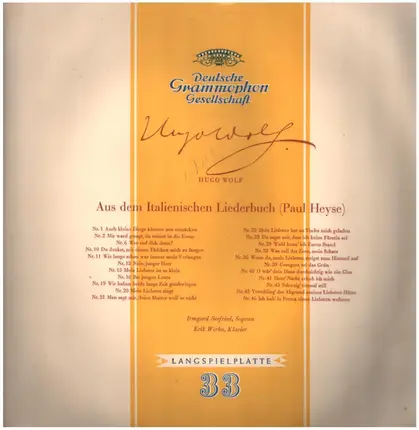 Deutsche
Grammophon
Gesellschaft
Hugo Wolf
HUGO WOLF
Aus dem Italienischen Liederbuch (Paul Heyse)
Nr. 1 Auch kleine Dinge können uns entzücken
Nr. 2 Mir ward gesagt, du reisest in die Ferne
Nr. 6 Wer rief dich denn?
Nr. 10 Du denkst, mit einem Fädchen mich zu fangen
Nr. 11 Wie lange schon war immer mein Verlangen
Nr. 12 Nein, junger Herr
Nr. 15 Mein Liebster ist so klein
Nr. 16 Ihr jungen Leute
Nr. 19 Wir haben beide lange Zeit geschwiegen
Nr. 20 Mein Liebster singt
Nr. 21 Man sagt mir, deine Mutter woll es nicht
Nr. 25 Mein Liebster hat zu Tische mich geladen
Nr. 28 Du sagst mir, daß ich keine Fürstin sei
Nr. 29 Wohl kenn' ich Euren Stand
Nr. 32 Was soll der Zorn, mein Schatz
Nr. 36 Wenn du, mein Liebster, steigst zum Himmel auf
Nr. 39 Gesegnet sei das Grün
Nr. 40 O wär' dein Haus durchsichtig wie ein Glas
Nr. 41 Heut' Nacht erhob ich mich
Nr. 43 Schweig' einmal still
Nr. 45 Verschling' der Abgrund meines Liebsten Hütte
Nr. 46 Ich hab' in Penna einen Liebsten wohnen
Irmgard Seefried, Sopran
Erik Werba, Klavier
LANGSPIELPLATTE
33